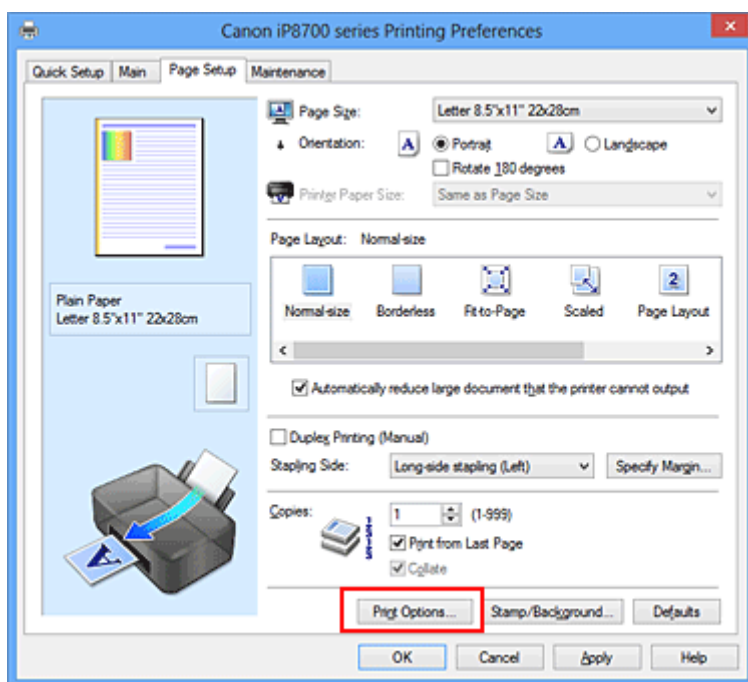 Canon iP8700 series Printing Preferences
Quick Setup Main Page Setup Maintenance
Page Size: Letter 8.5"x11" 22x28cm
Orientation: A Portrait A Landscape
Rotate 180 degrees
Printer Paper Size: Same as Page Size
Page Layout: Normal-size
2
Normal-size Borderless Fit-to-Page Scaled Page Layout
Plain Paper
Letter 8.5"x11" 22x28cm
Automatically reduce large document that the printer cannot output
Duplex Printing (Manual)
Stapling Side: Long-side stapling (Left) Specify Margin...
Copies: 1 (1-999)
Print from Last Page
Collate
A
Print Options... Stamp/Background... Defaults
OK Cancel Apply Help